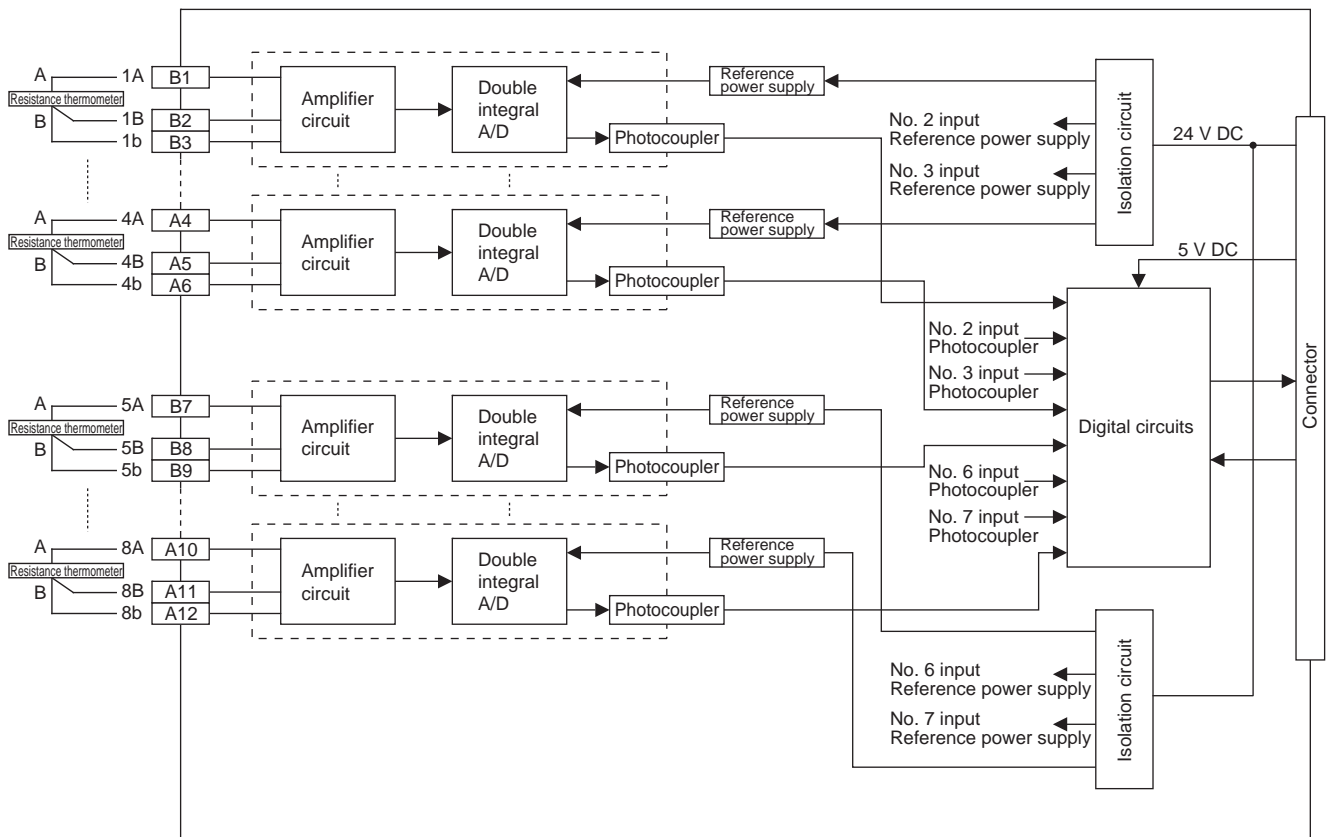 A
1A
B1
Resistance thermometer
B
1B
B2
1b
B3
Amplifier
circuit
Double
integral
A/D
Reference
power supply
Photocoupler
No. 2 input
Reference power supply
No. 3 input
Reference power supply
Isolation circuit
24 V DC
5 V DC
Connector
A
4A
A4
Resistance thermometer
B
4B
A5
4b
A6
Amplifier
circuit
Double
integral
A/D
Reference
power supply
Photocoupler
No. 2 input
Photocoupler
No. 3 input
Photocoupler
Digital circuits
No. 6 input
Photocoupler
No. 7 input
Photocoupler
A
5A
B7
Resistance thermometer
B
5B
B8
5b
B9
Amplifier
circuit
Double
integral
A/D
Reference
power supply
Photocoupler
A
8A
A10
Resistance thermometer
B
8B
A11
8b
A12
Amplifier
circuit
Double
integral
A/D
Reference
power supply
Photocoupler
No. 6 input
Reference power supply
No. 7 input
Reference power supply
Isolation circuit